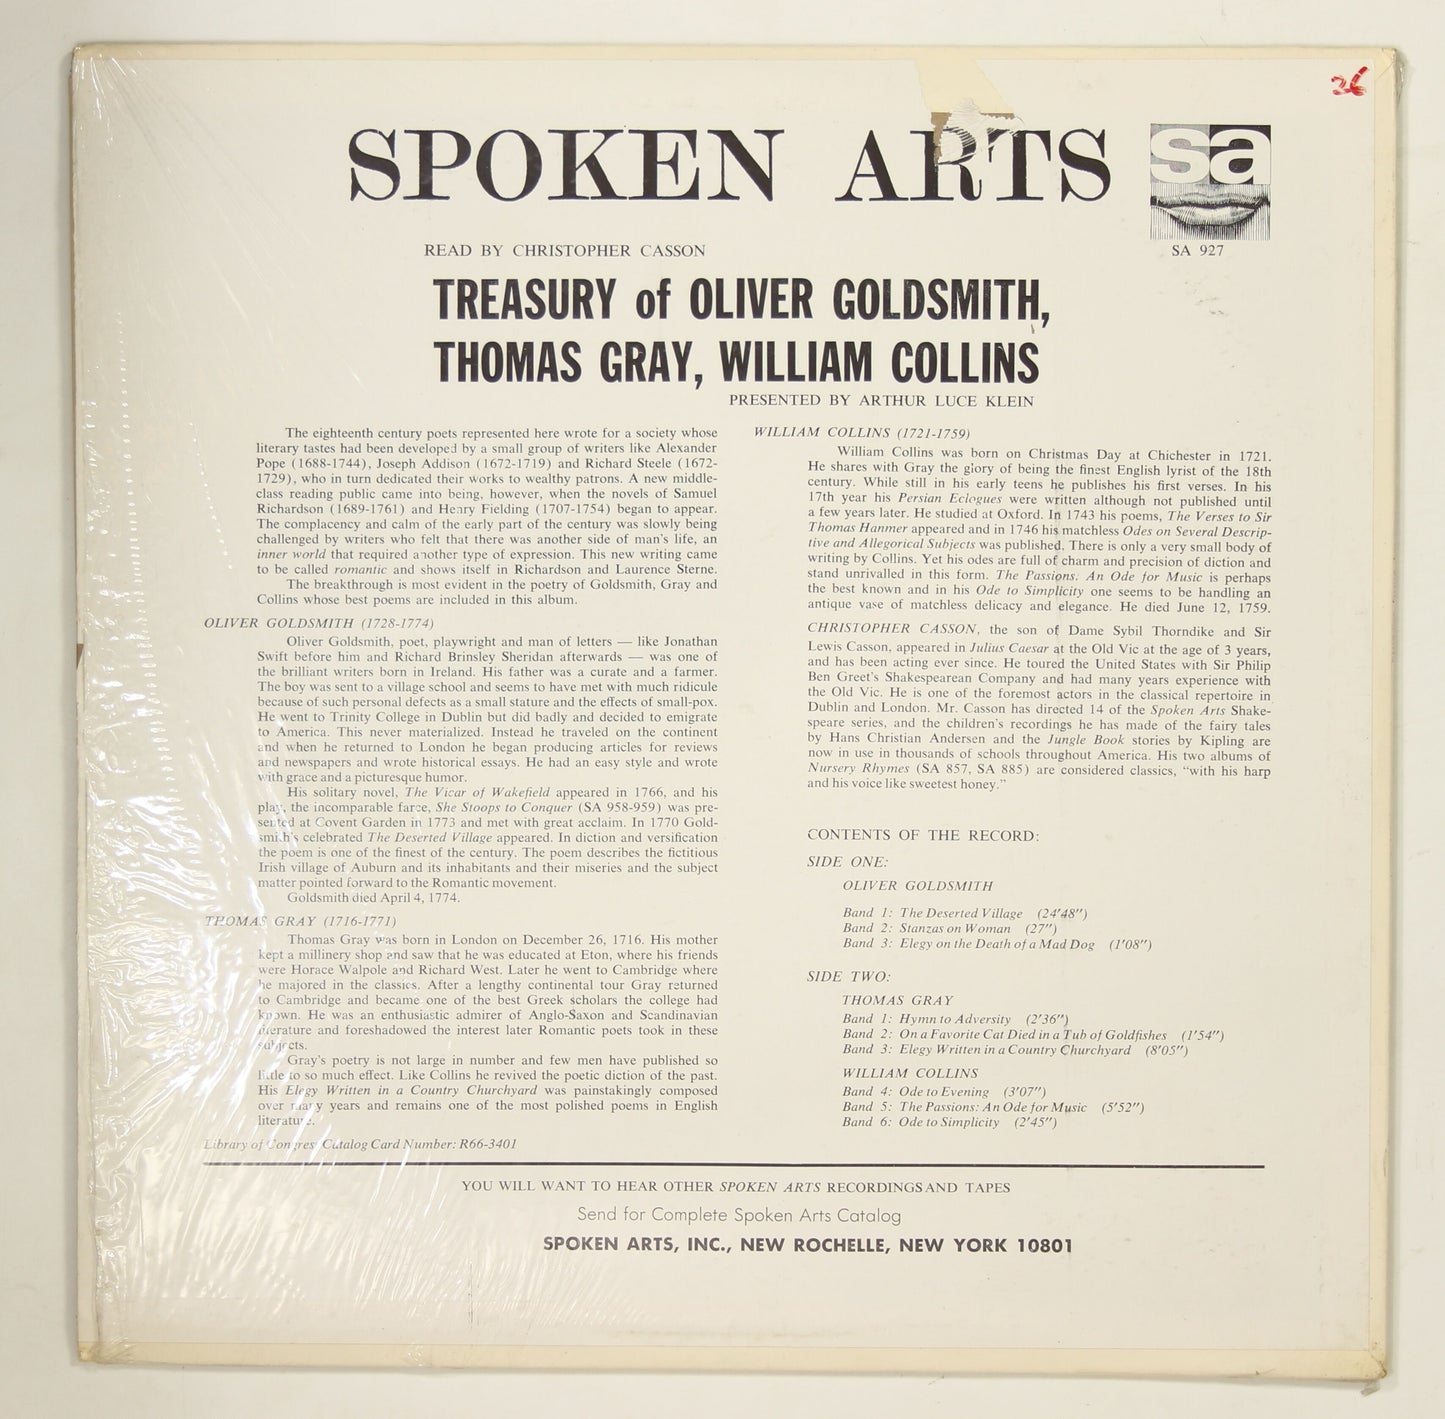 36
SPOKEN ARTS
sa
READ BY CHRISTOPHER CASSON
SA 927
TREASURY of OLIVER GOLDSMITH,
THOMAS GRAY, WILLIAM COLLINS
PRESENTED BY ARTHUR LUCE KLEIN
The eighteenth century poets represented here wrote for a society whose
literary tastes had been developed by a small group of writers like Alexander
Pope (1688-1744), Joseph Addison (1672-1719) and Richard Steele (1672-
1729), who in turn dedicated their works to wealthy patrons. A new middle-
class reading public came into being, however, when the novels of Samuel
Richardson (1689-1761) and Henry Fielding (1707-1754) began to appear.
The complacency and calm of the early part of the century was slowly being
challenged by writers who felt that there was another side of man's life, an
inner world that required another type of expression. This new writing came
to be called romantic and shows itself in Richardson and Laurence Sterne.
The breakthrough is most evident in the poetry of Goldsmith, Gray and
Collins whose best poems are included in this album.
OLIVER GOLDSMITH (1728-1774)
Oliver Goldsmith, poet, playwright and man of letters — like Jonathan
Swift before him and Richard Brinsley Sheridan afterwards — was one of
the brilliant writers born in Ireland. His father was a curate and a farmer.
The boy was sent to a village school and seems to have met with much ridicule
because of such personal defects as a small stature and the effects of small-pox.
He went to Trinity College in Dublin but did badly and decided to emigrate
to America. This never materialized. Instead he traveled on the continent
and when he returned to London he began producing articles for reviews
and newspapers and wrote historical essays. He had an easy style and wrote
with grace and a picturesque humor.
His solitary novel, The Vicar of Wakefield appeared in 1766, and his
play, the incomparable farce, She Stoops to Conquer (SA 958-959) was pre-
sented at Covent Garden in 1773 and met with great acclaim. In 1770 Gold-
smith's celebrated The Deserted Village appeared. In diction and versification
the poem is one of the finest of the century. The poem describes the fictitious
Irish village of Auburn and its inhabitants and their miseries and the subject
matter pointed forward to the Romantic movement.
Goldsmith died April 4, 1774.
THOMAS GRAY (1716-1771)
Thomas Gray was born in London on December 26, 1716. His mother
kept a millinery shop and saw that he was educated at Eton, where his friends
were Horace Walpole and Richard West. Later he went to Cambridge where
he majored in the classics. After a lengthy continental tour Gray returned
to Cambridge and became one of the best Greek scholars the college had
known. He was an enthusiastic admirer of Anglo-Saxon and Scandinavian
literature and foreshadowed the interest later Romantic poets took in these
subjects.
Gray's poetry is not large in number and few men have published so
little to so much effect. Like Collins he revived the poetic diction of the past.
His Elegy Written in a Country Churchyard was painstakingly composed
over many years and remains one of the most polished poems in English
literature.
Library of Congress Catalog Card Number: R66-3401
WILLIAM COLLINS (1721-1759)
William Collins was born on Christmas Day at Chichester in 1721.
He shares with Gray the glory of being the finest English lyrist of the 18th
century. While still in his early teens he publishes his first verses. In his
17th year his Persian Eclogues were written although not published until
a few years later. He studied at Oxford. In 1743 his poems, The Verses to Sir
Thomas Hanmer appeared and in 1746 his matchless Odes on Several Descrip-
tive and Allegorical Subjects was published. There is only a very small body of
writing by Collins. Yet his odes are full of charm and precision of diction and
stand unrivalled in this form. The Passions: An Ode for Music is perhaps
the best known and in his Ode to Simplicity one seems to be handling an
antique vase of matchless delicacy and elegance. He died June 12, 1759.
CHRISTOPHER CASSON, the son of Dame Sybil Thorndike and Sir
Lewis Casson, appeared in Julius Caesar at the Old Vic at the age of 3 years,
and has been acting ever since. He toured the United States with Sir Philip
Ben Greet's Shakespearean Company and had many years experience with
the Old Vic. He is one of the foremost actors in the classical repertoire in
Dublin and London. Mr. Casson has directed 14 of the Spoken Arts Shake-
speare series, and the children's recordings he has made of the fairy tales
by Hans Christian Andersen and the Jungle Book stories by Kipling are
now in use in thousands of schools throughout America. His two albums of
Nursery Rhymes (SA 857, SA 885) are considered classics, "with his harp
and his voice like sweetest honey."
CONTENTS OF THE RECORD:
SIDE ONE:
OLIVER GOLDSMITH
Band 1: The Deserted Village (24'48")
Band 2: Stanzas on Woman (27")
Band 3: Elegy on the Death of a Mad Dog (1'08")
SIDE TWO:
THOMAS GRAY
Band 1: Hymn to Adversity (2'36")
Band 2: On a Favorite Cat Died in a Tub of Goldfishes (1'54")
Band 3: Elegy Written in a Country Churchyard (8'05")
WILLIAM COLLINS
Band 4: Ode to Evening (3'07")
Band 5: The Passions: An Ode for Music (5'52")
Band 6: Ode to Simplicity (2'45")
YOU WILL WANT TO HEAR OTHER SPOKEN ARTS RECORDINGS AND TAPES
Send for Complete Spoken Arts Catalog
SPOKEN ARTS, INC., NEW ROCHELLE, NEW YORK 10801